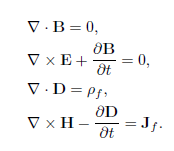 ∇ · B = 0,
∇ × E + ∂B/∂t = 0,
∇ · D = ρ_f,
∇ × H − ∂D/∂t = J_f.